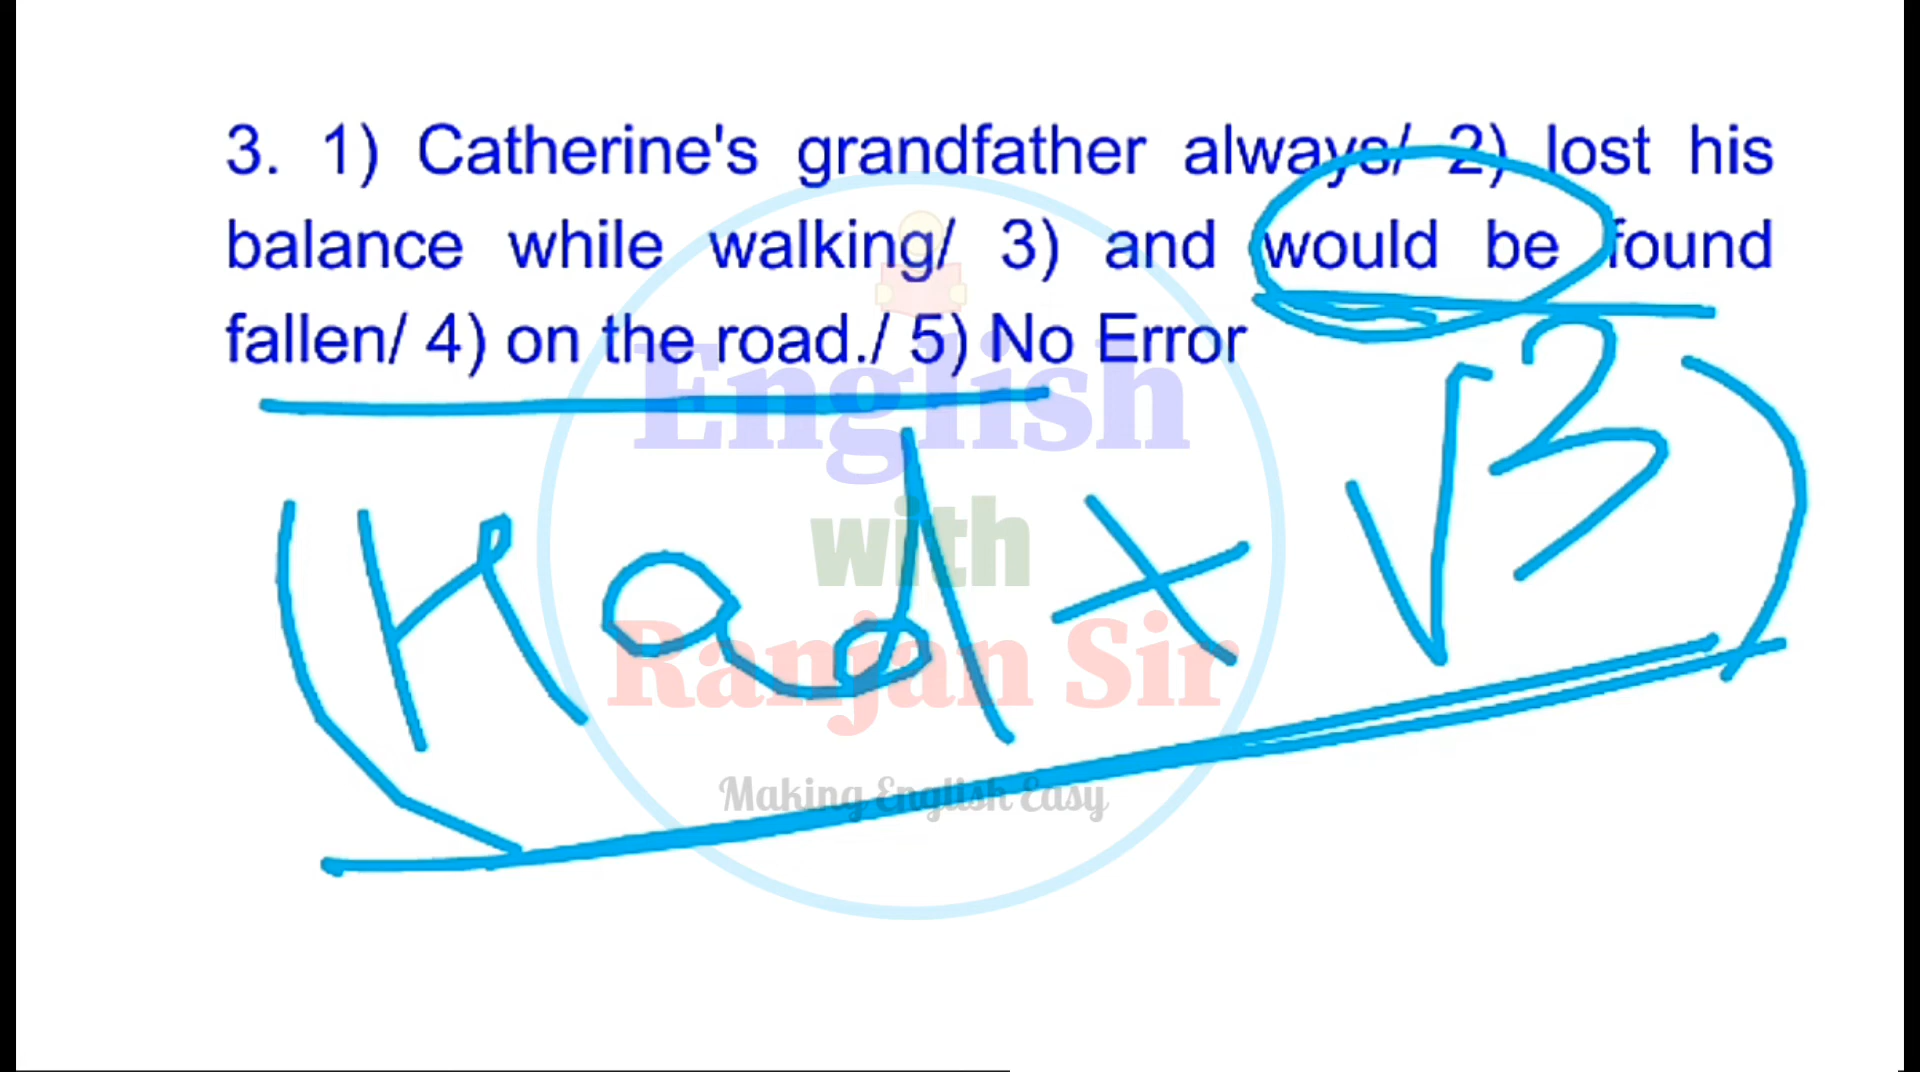 3. 1) Catherine's grandfather always/ 2) lost his
balance while walking/ 3) and would be found
fallen/ 4) on the road./ 5) No Error
Had + V3
English
with
Ranjan Sir
Making English Easy